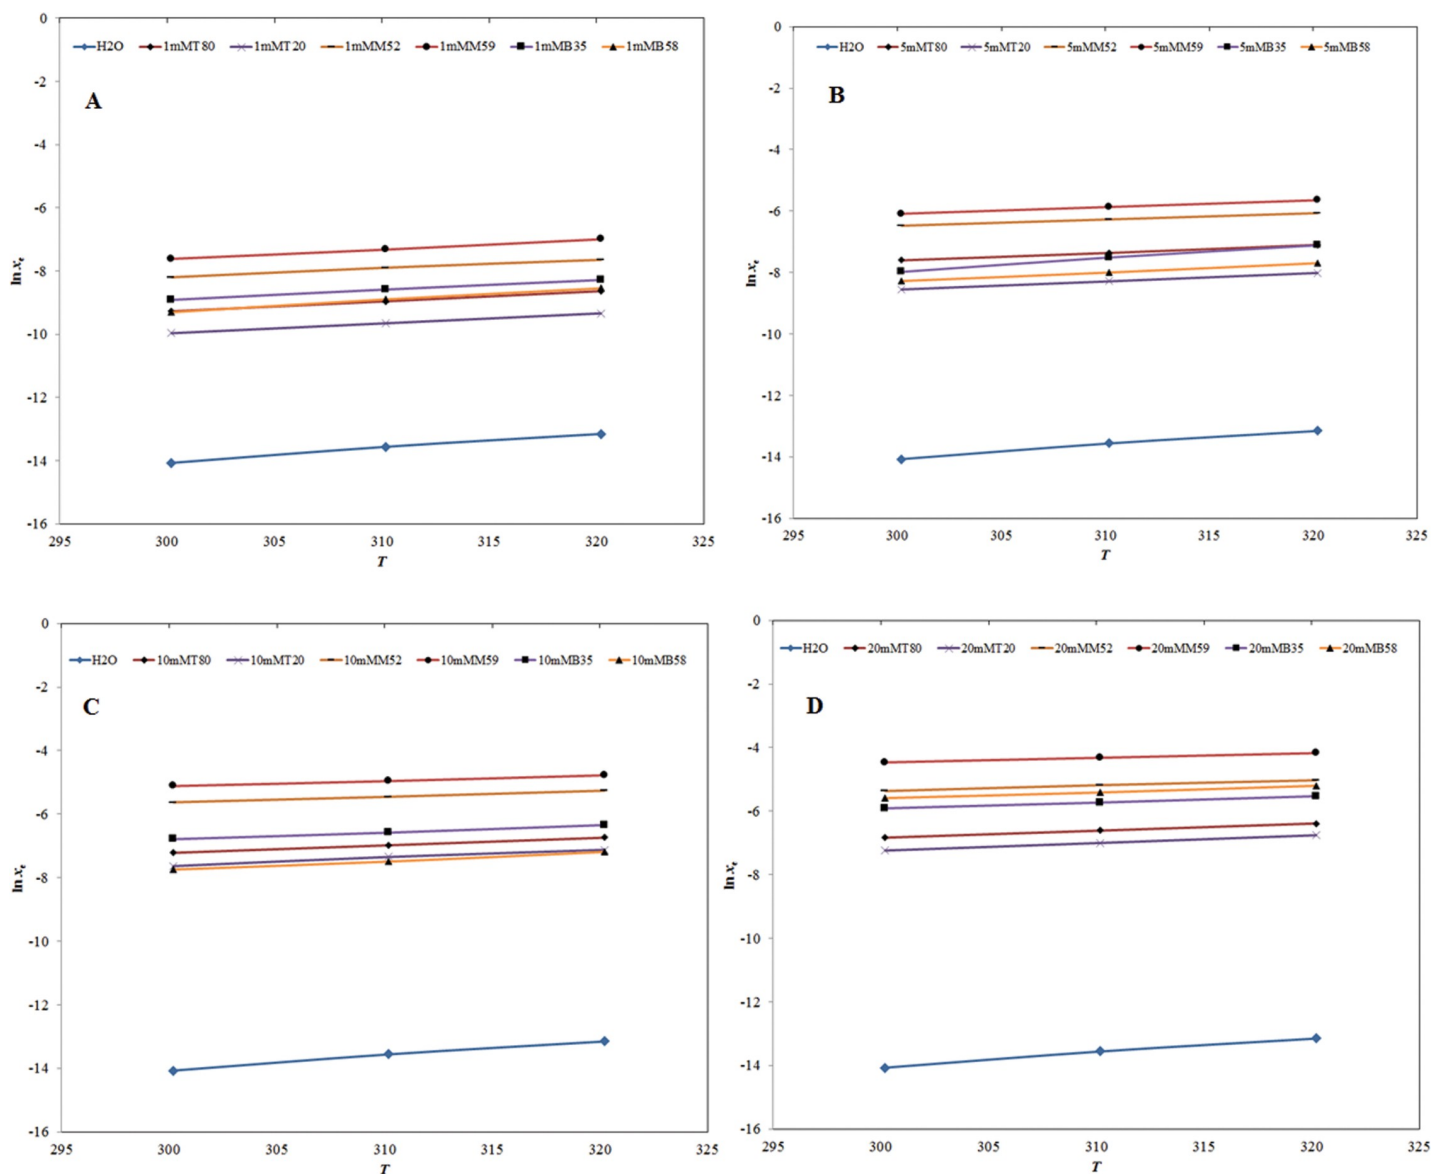 H2O 1mMT80 1mMT20 1mMM52 1mMM59 1mMB35 1mMB58
A
0
-2
-4
-6
-8
-10
-12
-14
-16
ln xe
295 300 305 310 315 320 325
T
H2O 5mMT80 5mMT20 5mMM52 5mMM59 5mMB35 5mMB58
B
0
-2
-4
-6
-8
-10
-12
-14
-16
ln xe
295 300 305 310 315 320 325
T
H2O 10mMT80 10mMT20 10mMM52 10mMM59 10mMB35 10mMB58
C
0
-2
-4
-6
-8
-10
-12
-14
-16
ln xe
295 300 305 310 315 320 325
T
H2O 20mMT80 20mMT20 20mMM52 20mMM59 20mMB35 20mMB58
D
0
-2
-4
-6
-8
-10
-12
-14
-16
ln xe
295 300 305 310 315 320 325
T